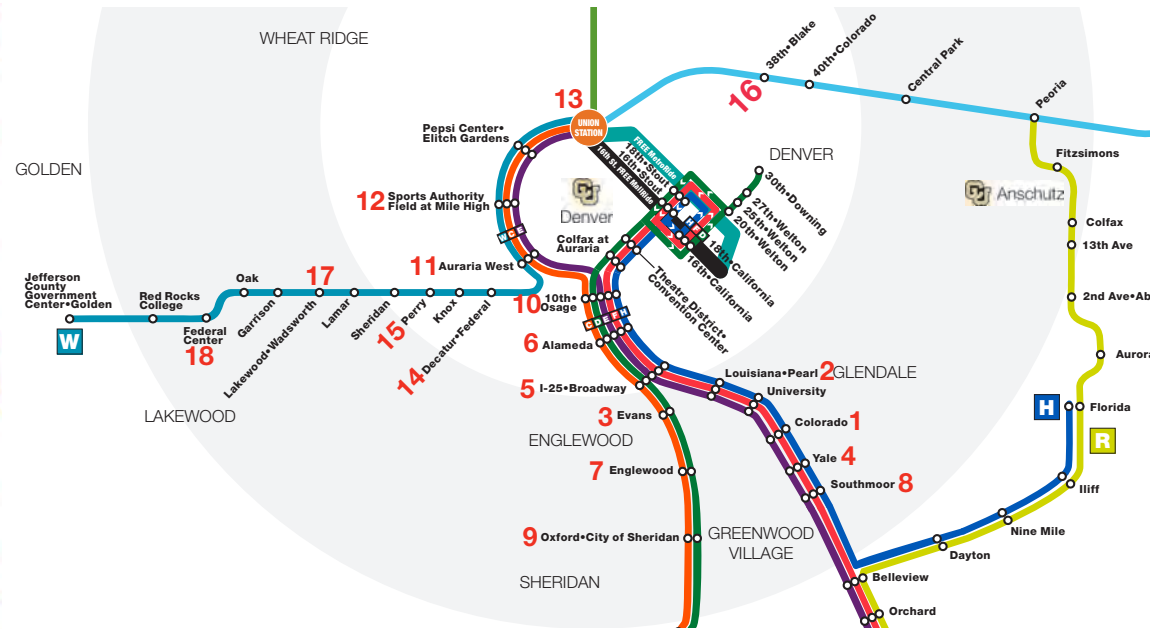 WHEAT RIDGE
13
UNION
STATION
16
38th•Blake
40th•Colorado
Central Park
Peoria
Pepsi Center•
Elitch Gardens
FREE MetroRide
18th•Stout
16th•Stout
16th St. FREE MallRide
DENVER
30th•Downing
27th•Welton
25th•Welton
20th•Welton
Fitzsimons
GOLDEN
12
Sports Authority
Field at Mile High
CU
Denver
CU
Anschutz
Colfax
13th Ave
W C E
Colfax at
Auraria
18th•California
16th•California
Theatre District•
Convention Center
11
Auraria West
Jefferson
County
Government
Center•Golden
W
Red Rocks
College
Oak
Federal
Center
18
Garrison
17
Lakewood•Wadsworth
Lamar
Sheridan
15
Perry
Knox
14
Decatur•Federal
10
10th•
Osage
2nd Ave•Ab
C D E F H
6
Alameda
Aurora
5
I-25•Broadway
Louisiana•Pearl
2
GLENDALE
University
H
Florida
R
LAKEWOOD
3
Evans
Colorado
1
ENGLEWOOD
7
Englewood
Yale
4
Southmoor
8
Iliff
Nine Mile
Dayton
9
Oxford•City of Sheridan
GREENWOOD
VILLAGE
SHERIDAN
Belleview
Orchard